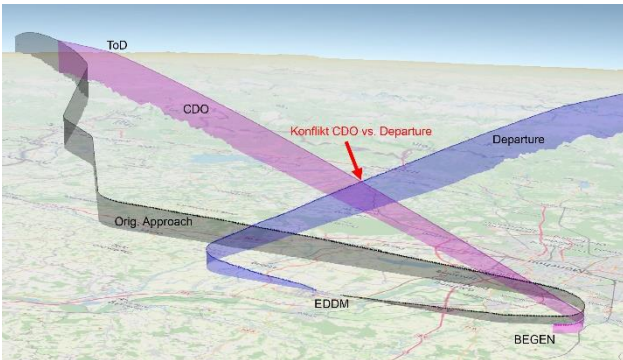 ToD
CDO
Konflikt CDO vs. Departure
Departure
Orig. Approach
EDDM
BEGEN